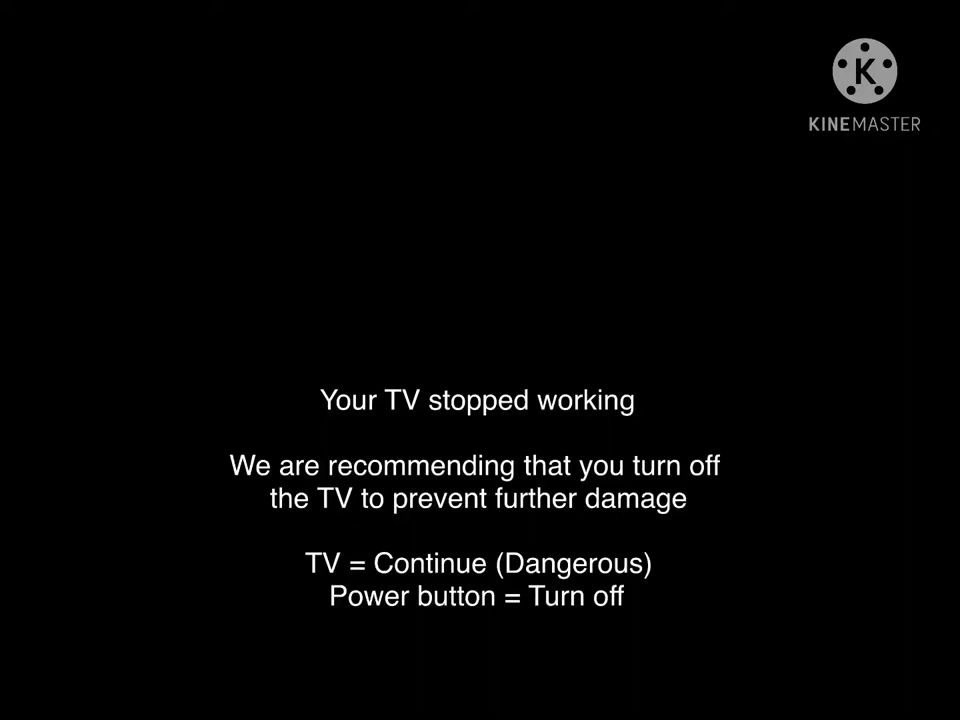 K
KINEMASTER
Your TV stopped working
We are recommending that you turn off
the TV to prevent further damage
TV = Continue (Dangerous)
Power button = Turn off